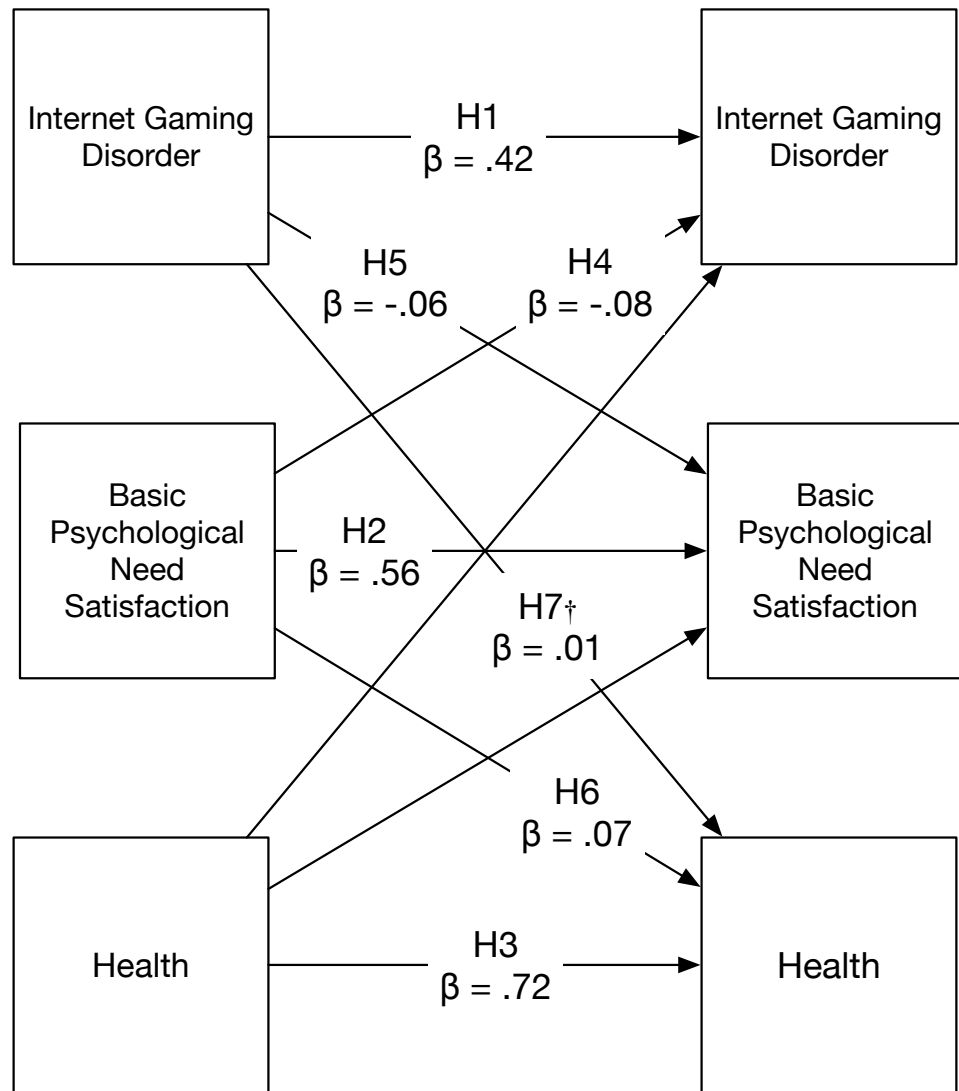 Internet Gaming
Disorder
H1
β = .42
Internet Gaming
Disorder
H5
β = -.06
H4
β = -.08
Basic
Psychological
Need
Satisfaction
H2
β = .56
Basic
Psychological
Need
Satisfaction
H7†
β = .01
H6
β = .07
Health
H3
β = .72
Health